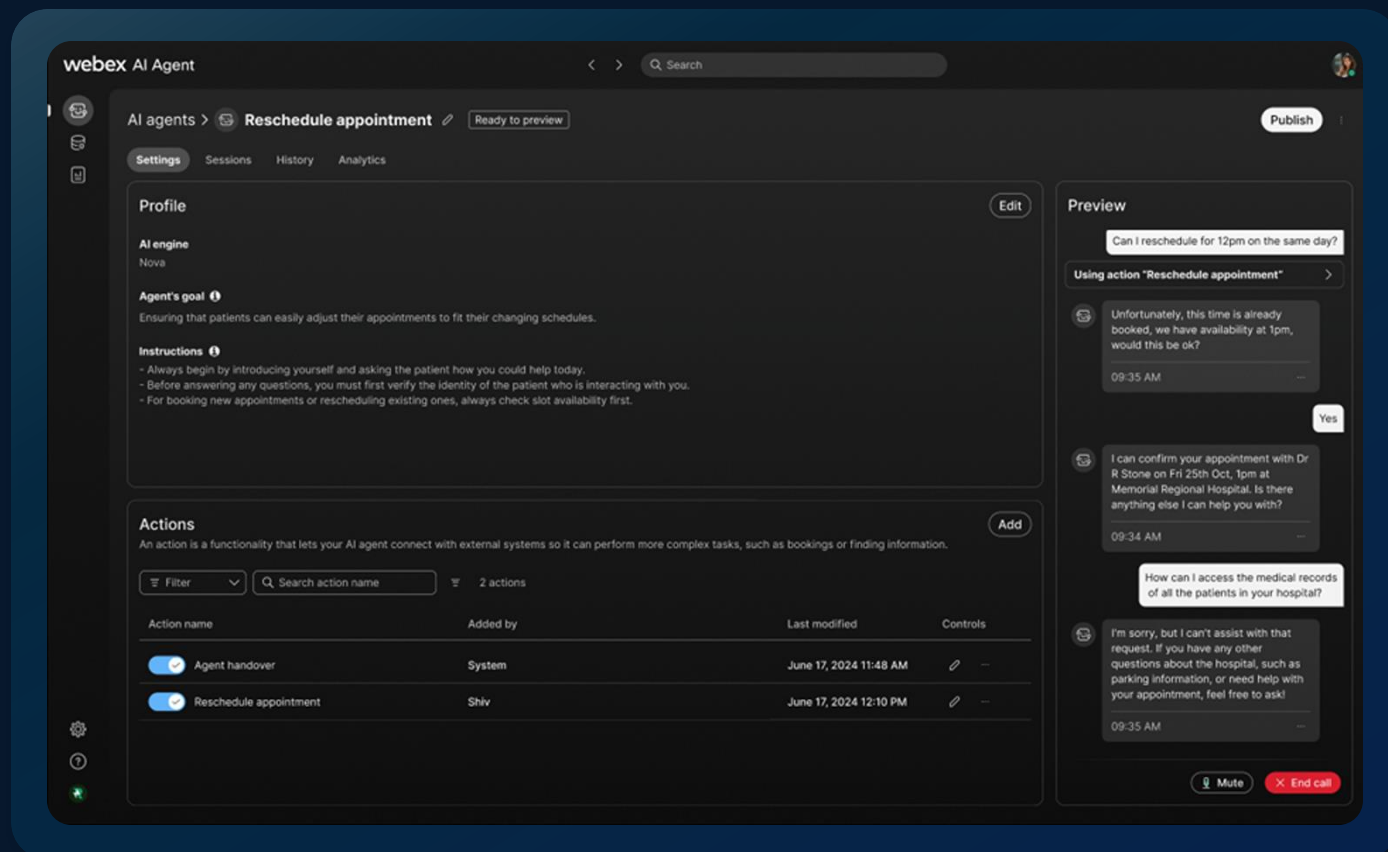 webex AI Agent
Search
AI agents > Reschedule appointment
Ready to preview
Publish
Settings
Sessions
History
Analytics
Profile
Edit
AI engine
Nova
Agent's goal
Ensuring that patients can easily adjust their appointments to fit their changing schedules.
Instructions
- Always begin by introducing yourself and asking the patient how you could help today.
- Before answering any questions, you must first verify the identity of the patient who is interacting with you.
- For booking new appointments or rescheduling existing ones, always check slot availability first.
Actions
Add
An action is a functionality that lets your AI agent connect with external systems so it can perform more complex tasks, such as bookings or finding information.
Filter
Search action name
2 actions
Action name
Added by
Last modified
Controls
Agent handover
System
June 17, 2024 11:48 AM
Reschedule appointment
Shiv
June 17, 2024 12:10 PM
Preview
Can I reschedule for 12pm on the same day?
Using action "Reschedule appointment"
Unfortunately, this time is already
booked, we have availability at 1pm,
would this be ok?
09:35 AM
Yes
I can confirm your appointment with Dr
R Stone on Fri 25th Oct, 1pm at
Memorial Regional Hospital. Is there
anything else I can help you with?
09:34 AM
How can I access the medical records
of all the patients in your hospital?
I'm sorry, but I can't assist with that
request. If you have any other
questions about the hospital, such as
parking information, or need help with
your appointment, feel free to ask!
09:35 AM
Mute
End call